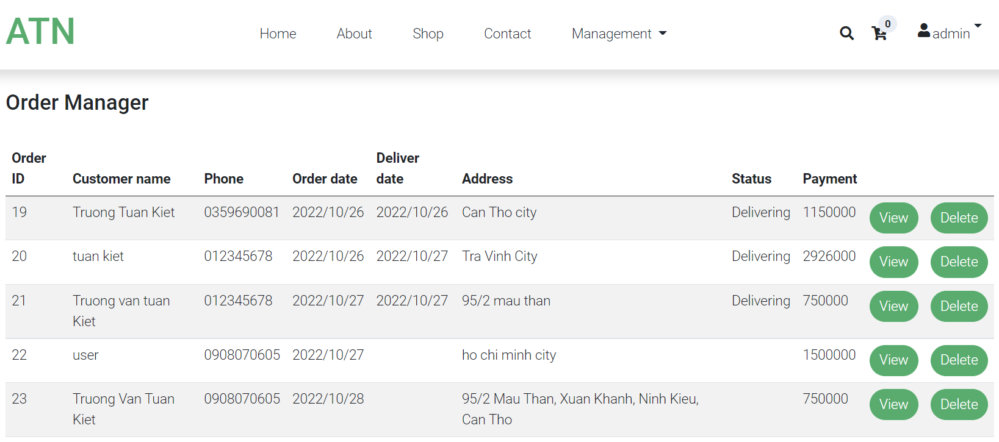 ATN
Home About Shop Contact Management 0 admin
Order Manager
Order ID Customer name Phone Order date Deliver date Address Status Payment
19 Truong Tuan Kiet 0359690081 2022/10/26 2022/10/26 Can Tho city Delivering 1150000 View Delete
20 tuan kiet 012345678 2022/10/26 2022/10/27 Tra Vinh City Delivering 2926000 View Delete
21 Truong van tuan Kiet 012345678 2022/10/27 2022/10/27 95/2 mau than Delivering 750000 View Delete
22 user 0908070605 2022/10/27 ho chi minh city 1500000 View Delete
23 Truong Van Tuan Kiet 0908070605 2022/10/28 95/2 Mau Than, Xuan Khanh, Ninh Kieu, Can Tho 750000 View Delete